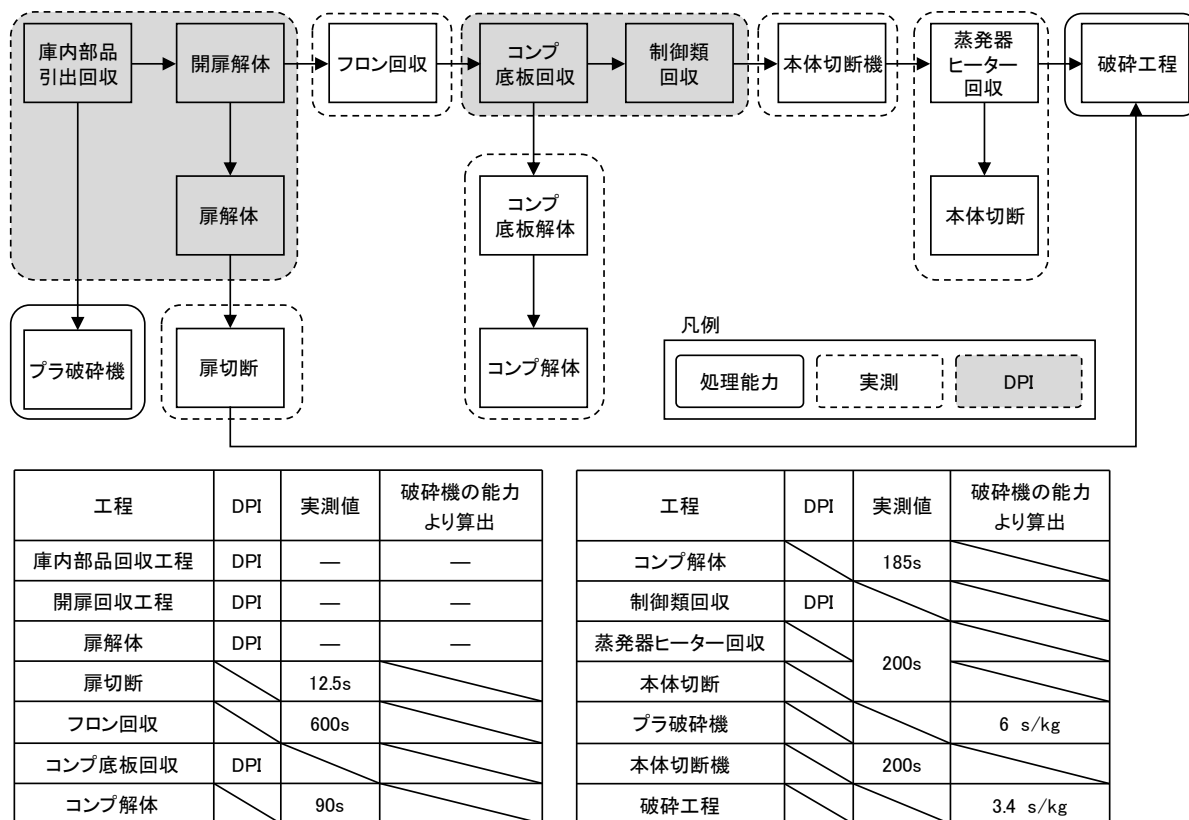 庫内部品
引出回収
開扉解体
フロン回収
コンプ
底板回収
制御類
回収
本体切断機
蒸発器
ヒーター
回収
破砕工程
扉解体
コンプ
底板解体
本体切断
プラ破砕機
扉切断
コンプ解体
凡例
処理能力
実測
DPI
工程
DPI
実測値
破砕機の能力
より算出
庫内部品回収工程
DPI
—
—
開扉回収工程
DPI
—
—
扉解体
DPI
—
—
扉切断
12.5s
フロン回収
600s
コンプ底板回収
DPI
コンプ解体
90s
工程
DPI
実測値
破砕機の能力
より算出
コンプ解体
185s
制御類回収
DPI
蒸発器ヒーター回収
200s
本体切断
プラ破砕機
6 s/kg
本体切断機
200s
破砕工程
3.4 s/kg